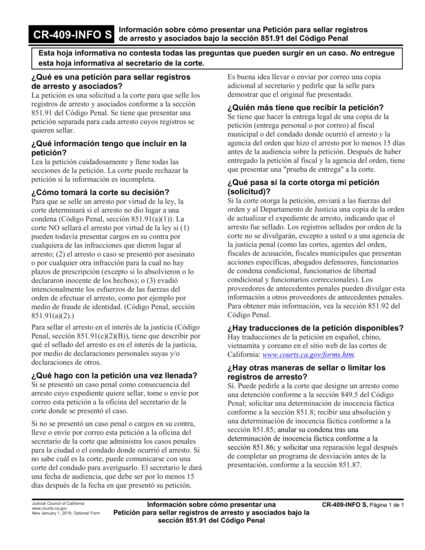 CR-409-INFO S
Información sobre cómo presentar una Petición para sellar registros
de arresto y asociados bajo la sección 851.91 del Código Penal
Esta hoja informativa no contesta todas las preguntas que pueden surgir en un caso. No entregue
esta hoja informativa al secretario de la corte.
¿Qué es una petición para sellar registros
de arresto y asociados?
La petición es una solicitud a la corte para que selle los
registros de arresto y asociados conforme a la sección
851.91 del Código Penal. Se tiene que presentar una
petición separada para cada arresto cuyos registros se
quieren sellar.
¿Qué información tengo que incluir en la
petición?
Lea la petición cuidadosamente y llene todas las
secciones de la petición. La corte puede rechazar la
petición si la información es incompleta.
¿Cómo tomará la corte su decisión?
Para que se selle un arresto por virtud de la ley, la
corte determinará si el arresto no dio lugar a una
condena (Código Penal, sección 851.91(a)(1)). La
corte NO sellará el arresto por virtud de la ley si (1)
pueden todavía presentar cargos en su contra por
cualquiera de las infracciones que dieron lugar al
arresto; (2) el arresto o caso se presentó por asesinato
o por cualquier otra infracción para la cual no hay
plazos de prescripción (excepto si lo absolvieron o lo
declararon inocente de los hechos); o (3) evadió
intencionalmente los esfuerzos de las fuerzas del
orden de efectuar el arresto, como por ejemplo por
medio de fraude de identidad. (Código Penal, sección
851.91(a)(2).)
Para sellar el arresto en el interés de la justicia (Código
Penal, sección 851.91(c)(2)(B)), tiene que describir por
qué el sellado del arresto es en el interés de la justicia,
por medio de declaraciones personales suyas y/o
declaraciones de otros.
¿Qué hago con la petición una vez llenada?
Si se presentó un caso penal como consecuencia del
arresto cuyo expediente quiere sellar, tome o envíe por
correo esta petición a la oficina del secretario de la
corte donde se presentó el caso.
Si no se presentó un caso penal o cargos en su contra,
lleve o envíe por correo esta petición a la oficina del
secretario de la corte que administra los casos penales
para la ciudad o el condado donde ocurrió el arresto. Si
no sabe cuál es la corte, puede comunicarse con una
corte del condado para averiguarlo. El secretario le dará
una fecha de audiencia, que debe ser por lo menos 15
días después de la fecha en que presentó su petición.
Es buena idea llevar o enviar por correo una copia
adicional al secretario y pedirle que la selle para
demostrar que el original fue presentado.
¿Quién más tiene que recibir la petición?
Se tiene que hacer la entrega legal de una copia de la
petición (entrega personal o por correo) al fiscal
municipal o del condado donde ocurrió el arresto y la
agencia del orden que hizo el arresto por lo menos 15 días
antes de la audiencia sobre la petición. Después de haber
entregado la petición al fiscal y la agencia del orden, tiene
que presentar una "prueba de entrega" a la corte.
¿Qué pasa si la corte otorga mi petición
(solicitud)?
Si la corte otorga la petición, enviará a las fuerzas del
orden y al Departamento de Justicia una copia de la orden
de actualizar el expediente de arresto, indicando que el
arresto fue sellado. Los registros sellados por orden de la
corte no se divulgarán, excepto a usted o a una agencia de
la justicia penal (como las cortes, agentes del orden,
fiscales de acusación, fiscales municipales que presentan
acciones específicas, abogados defensores, funcionarios
de condena condicional, funcionarios de libertad
condicional y funcionarios correccionales). Los
proveedores de antecedentes penales pueden divulgar esta
información a otros proveedores de antecedentes penales.
Para obtener más información, vea la sección 851.92 del
Código Penal.
¿Hay traducciones de la petición disponibles?
Hay traducciones de la petición en español, chino,
vietnamita y coreano en el sitio web de las cortes de
California: www.courts.ca.gov/forms.htm.
¿Hay otras maneras de sellar o limitar los
registros de arresto?
Sí. Puede pedirle a la corte que designe un arresto como
una detención conforme a la sección 849.5 del Código
Penal; solicitar una determinación de inocencia fáctica
conforme a la sección 851.8; recibir una absolución y
una determinación de inocencia fáctica conforme a la
sección 851.85; anular su condena tras una
determinación de inocencia fáctica conforme a la
sección 851.86; y solicitar una reparación legal después
de completar un programa de desviación antes de la
presentación, conforme a la sección 851.87.
Judicial Council of California
www.courts.ca.gov
New January 1, 2019, Optional Form
Información sobre cómo presentar una
Petición para sellar registros de arresto y asociados bajo la
sección 851.91 del Código Penal
CR-409-INFO S, Página 1 de 1